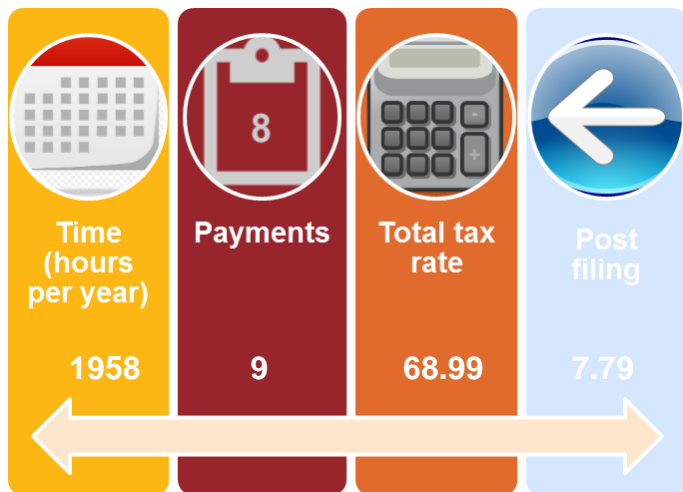 8
-
+
Time
(hours
per year)
Payments
Total tax
rate
Post
filing
1958
9
68.99
7.79